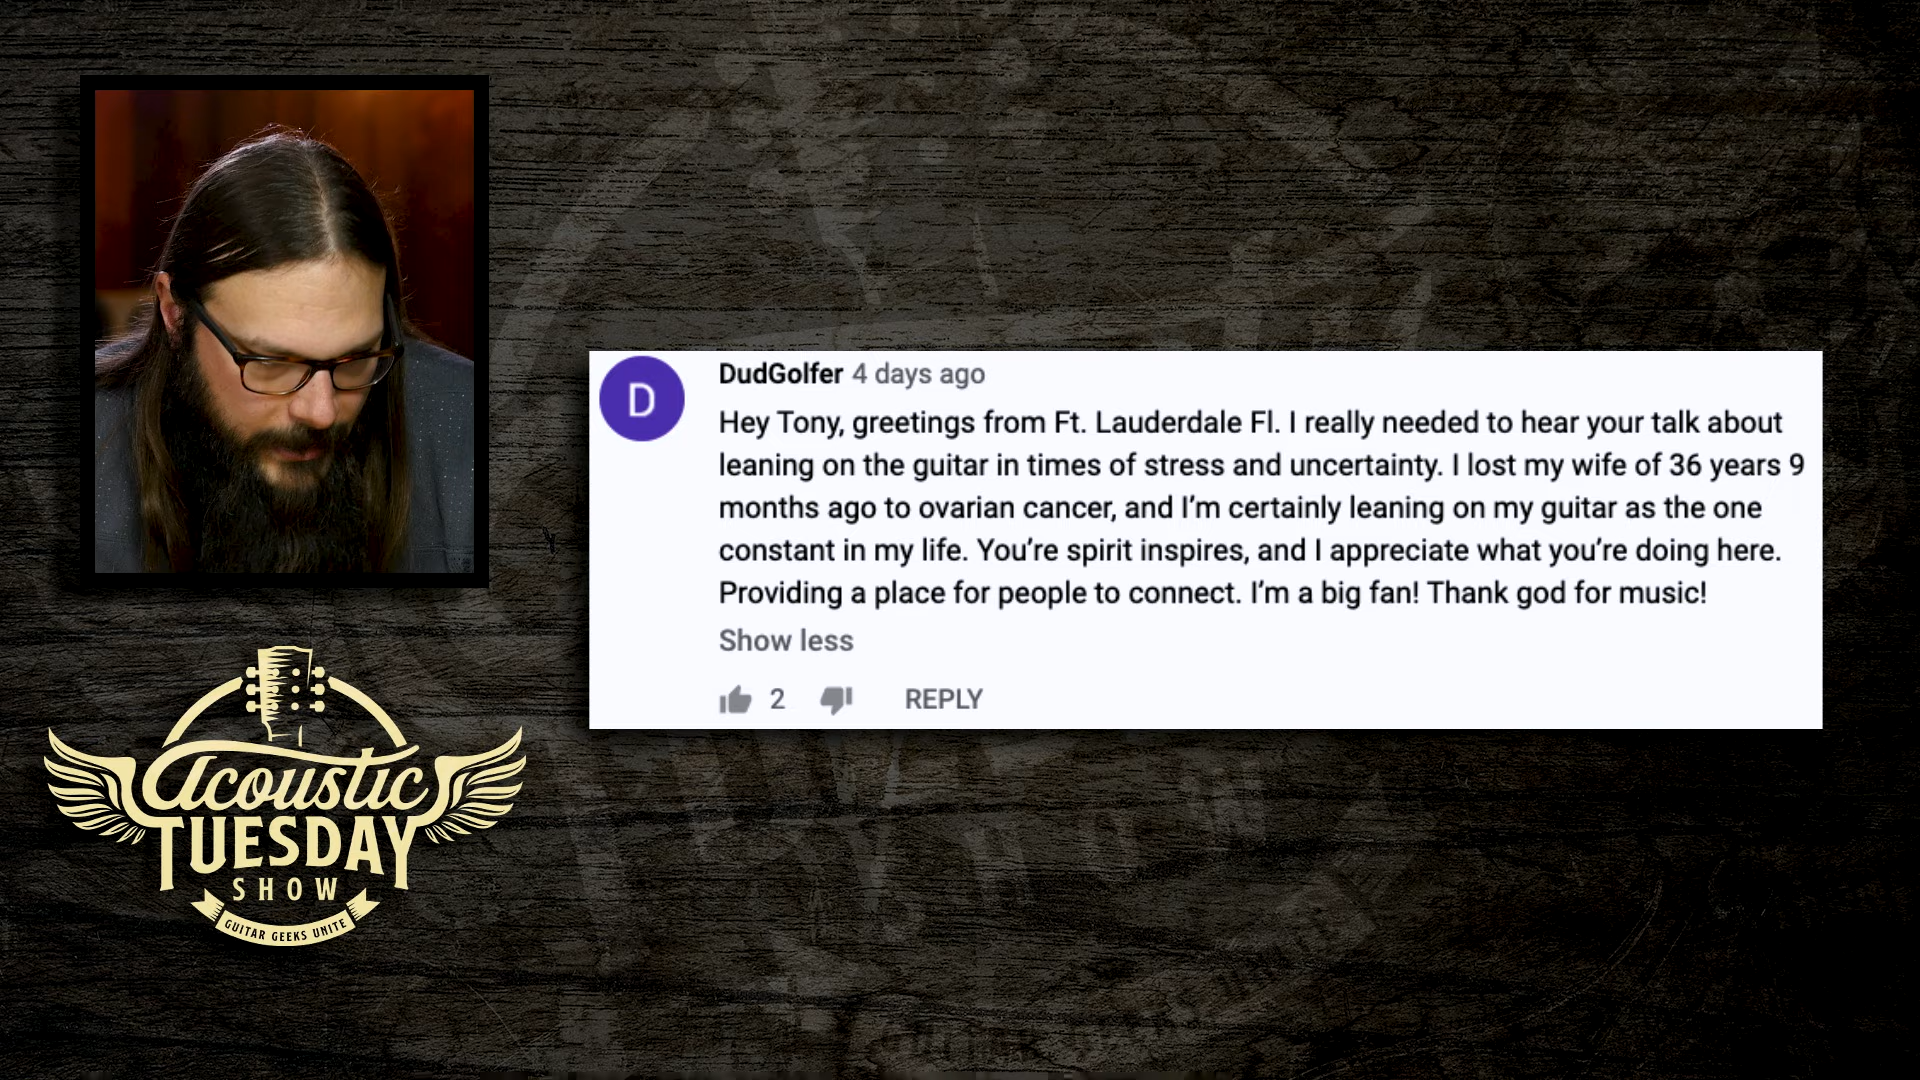 D
DudGolfer 4 days ago
Hey Tony, greetings from Ft. Lauderdale Fl. I really needed to hear your talk about
leaning on the guitar in times of stress and uncertainty. I lost my wife of 36 years 9
months ago to ovarian cancer, and I’m certainly leaning on my guitar as the one
constant in my life. You’re spirit inspires, and I appreciate what you’re doing here.
Providing a place for people to connect. I’m a big fan! Thank god for music!
Show less
2 REPLY
Acoustic
TUESDAY
SHOW
GUITAR GEEKS UNITE